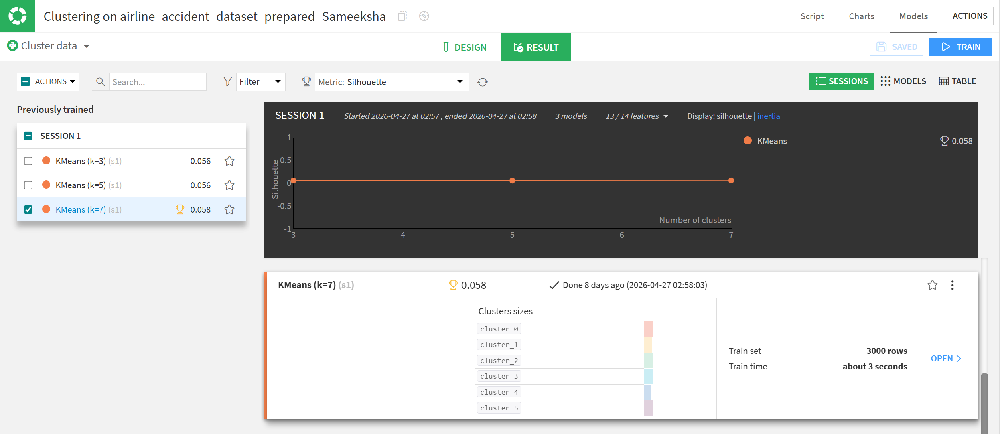 Clustering on airline_accident_dataset_prepared_Sameeksha
Script Charts Models ACTIONS
Cluster data
DESIGN RESULT
SAVED TRAIN
ACTIONS Search... Filter Metric: Silhouette
SESSIONS MODELS TABLE
Previously trained
SESSION 1
KMeans (k=3) (s1) 0.056
KMeans (k=5) (s1) 0.056
KMeans (k=7) (s1) 0.058
SESSION 1 Started 2026-04-27 at 02:57 , ended 2026-04-27 at 02:58 3 models 13 / 14 features Display: silhouette | inertia
KMeans 0.058
1
0.5
0
-0.5
-1
Silhouette
Number of clusters
3 4 5 6 7
KMeans (k=7) (s1) 0.058 Done 8 days ago (2026-04-27 02:58:03)
Clusters sizes
cluster_0
cluster_1
cluster_2
cluster_3
cluster_4
cluster_5
Train set 3000 rows
Train time about 3 seconds
OPEN